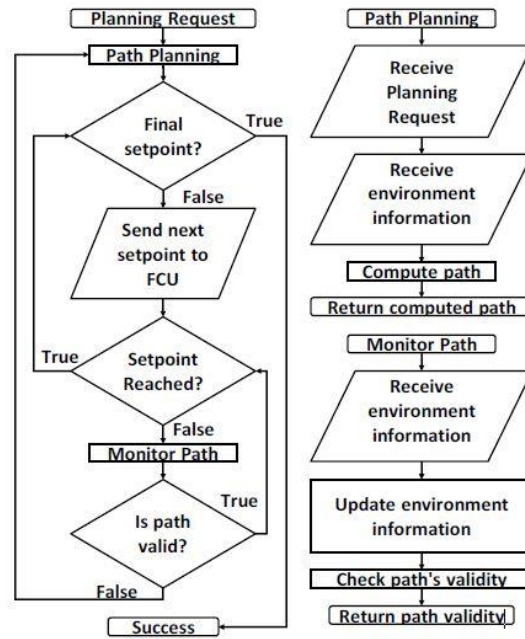 Planning Request
Path Planning
Final
setpoint?
True
False
Send next
setpoint to
FCU
Setpoint
Reached?
True
False
Monitor Path
True
Is path
valid?
False
Success
Path Planning
Receive
Planning
Request
Receive
environment
information
Compute path
Return computed path
Monitor Path
Receive
environment
information
Update environment
information
Check path's validity
Return path validity